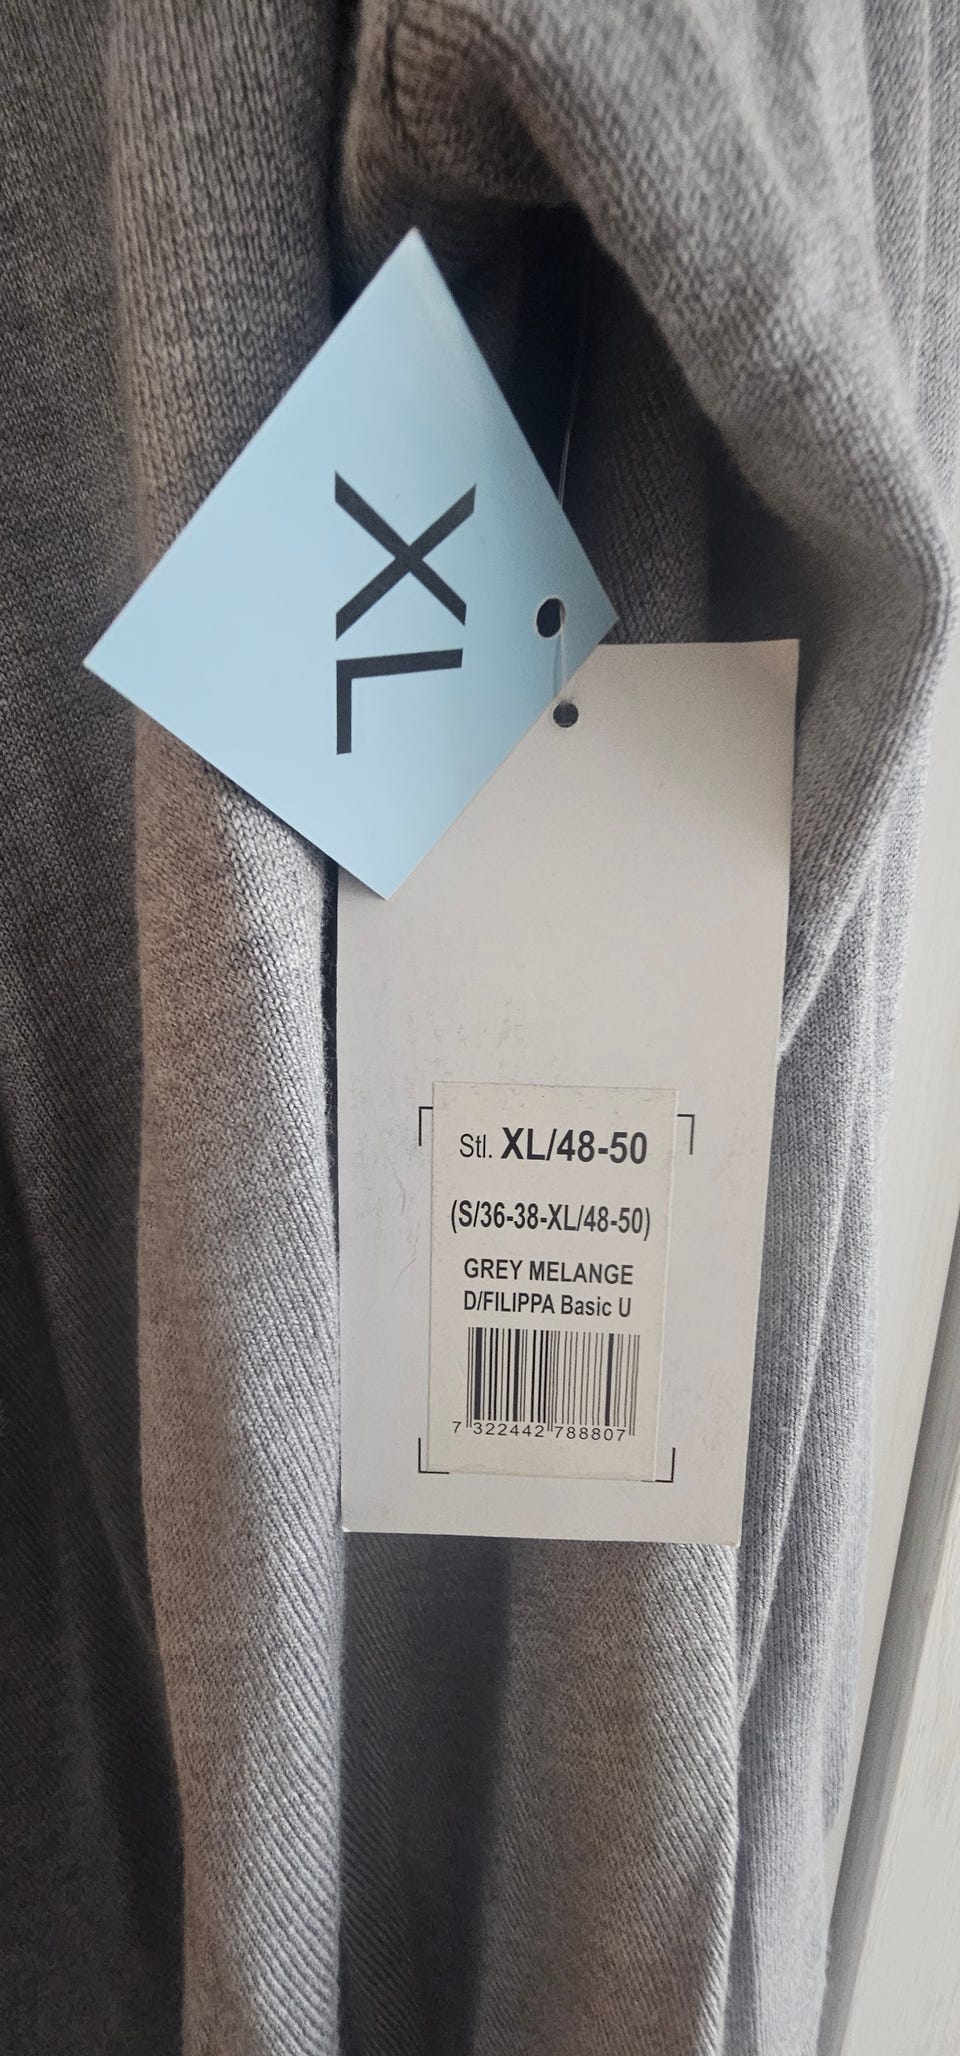 XL
Stl. XL/48-50
(S/36-38-XL/48-50)
GREY MELANGE
D/FILIPPA Basic U
7 322442 788807